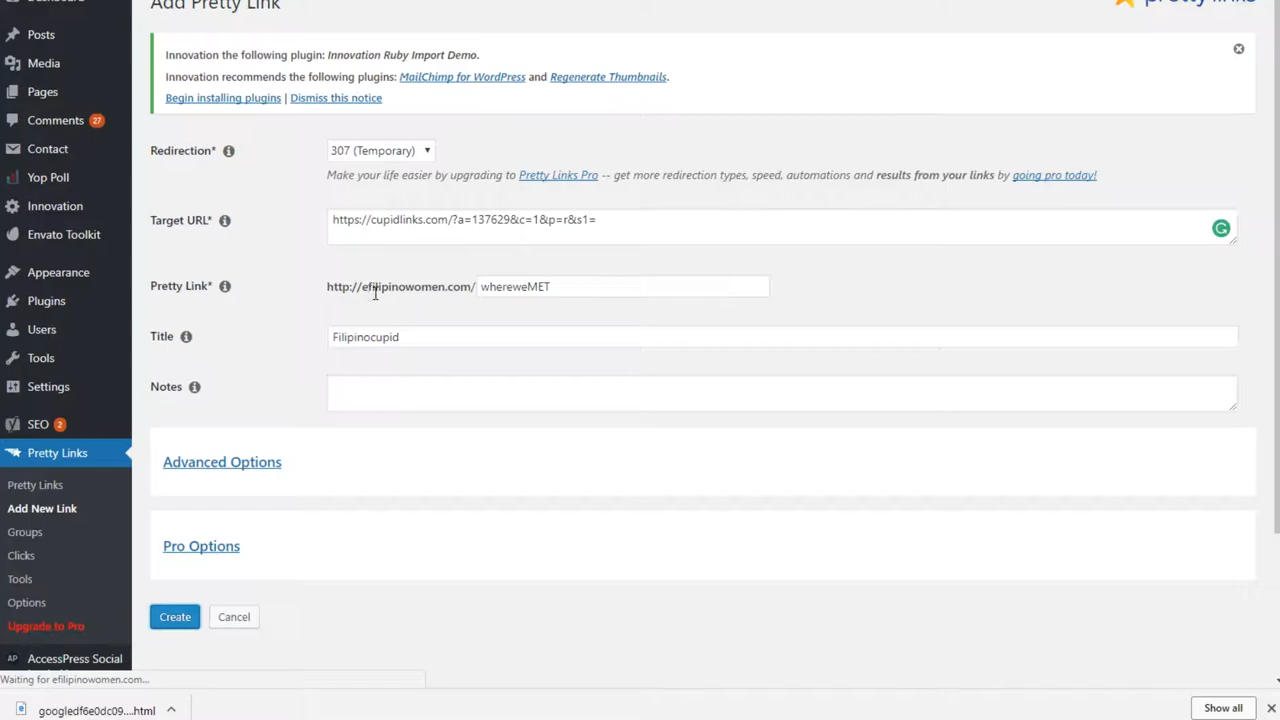 Add Pretty Link
pretty links
Posts
Media
Pages
Comments 27
Contact
Yop Poll
Innovation
Envato Toolkit
Appearance
Plugins
Users
Tools
Settings
SEO 2
Pretty Links
Pretty Links
Add New Link
Groups
Clicks
Tools
Options
Upgrade to Pro
AP AccessPress Social
Innovation the following plugin: Innovation Ruby Import Demo.
Innovation recommends the following plugins: MailChimp for WordPress and Regenerate Thumbnails.
Begin installing plugins | Dismiss this notice
Redirection* 307 (Temporary)
Make your life easier by upgrading to Pretty Links Pro -- get more redirection types, speed, automations and results from your links by going pro today!
Target URL* https://cupidlinks.com/?a=137629&c=1&p=r&s1=
Pretty Link* http://efilipinowomen.com/ whereweMET
Title Filipinocupid
Notes
Advanced Options
Pro Options
Create Cancel
Waiting for efilipinowomen.com...
googledf6e0dc09....html
Show all